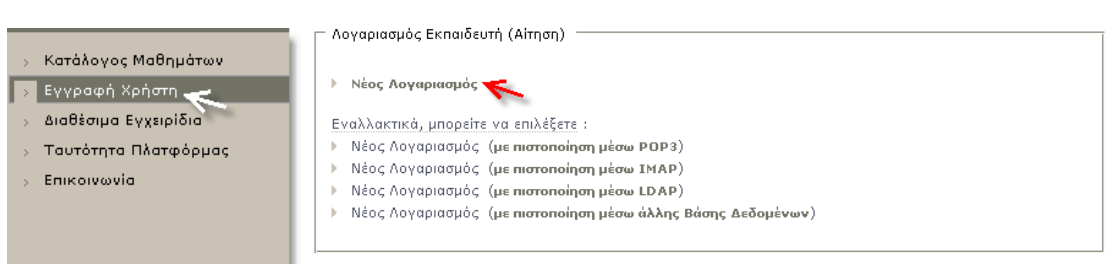 Κατάλογος Μαθημάτων
Εγγραφή Χρήστη
Διαθέσιμα Εγχειρίδια
Ταυτότητα Πλατφόρμας
Επικοινωνία
Λογαριασμός Εκπαιδευτή (Αίτηση)
Νέος Λογαριασμός
Εναλλακτικά, μπορείτε να επιλέξετε :
Νέος Λογαριασμός (με πιστοποίηση μέσω POP3)
Νέος Λογαριασμός (με πιστοποίηση μέσω IMAP)
Νέος Λογαριασμός (με πιστοποίηση μέσω LDAP)
Νέος Λογαριασμός (με πιστοποίηση μέσω άλλης Βάσης Δεδομένων)